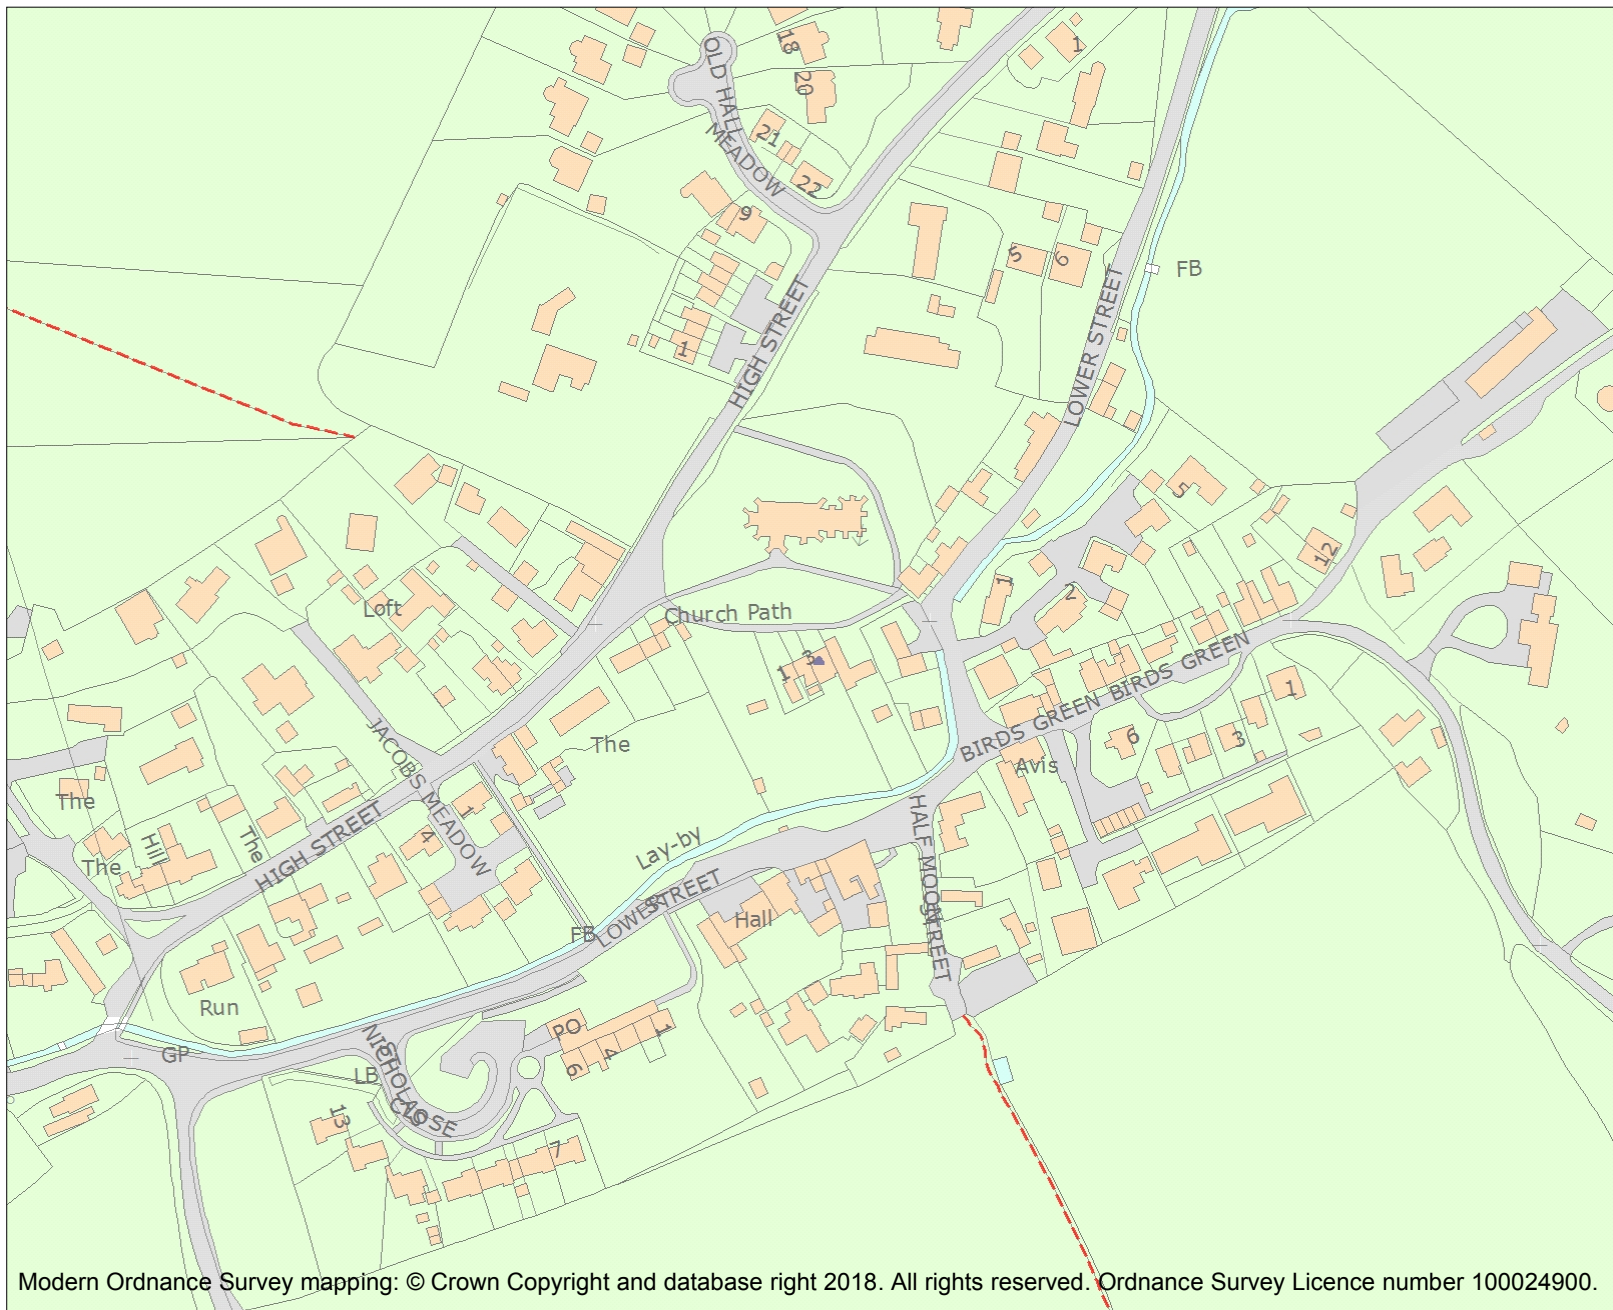 OLD HALL
MEADOW
18
20
1
21
22
9
5
6
FB
HIGH STREET
LOWER STREET
1
5
12
Loft
Church Path
1
2
1
3
BIRDS GREEN
BIRDS GREEN
1
3
6
The
Avis
JACOBS MEADOW
The
The
Hill
The
HIGH STREET
1
4
Lay-by
HALF MOON
STREET
LOWER
STREET
Hall
FB
Run
GP
LB
NICHOLAS
CLOSE
PO
1
4
6
13
7
Modern Ordnance Survey mapping: © Crown Copyright and database right 2018. All rights reserved. Ordnance Survey Licence number 100024900.